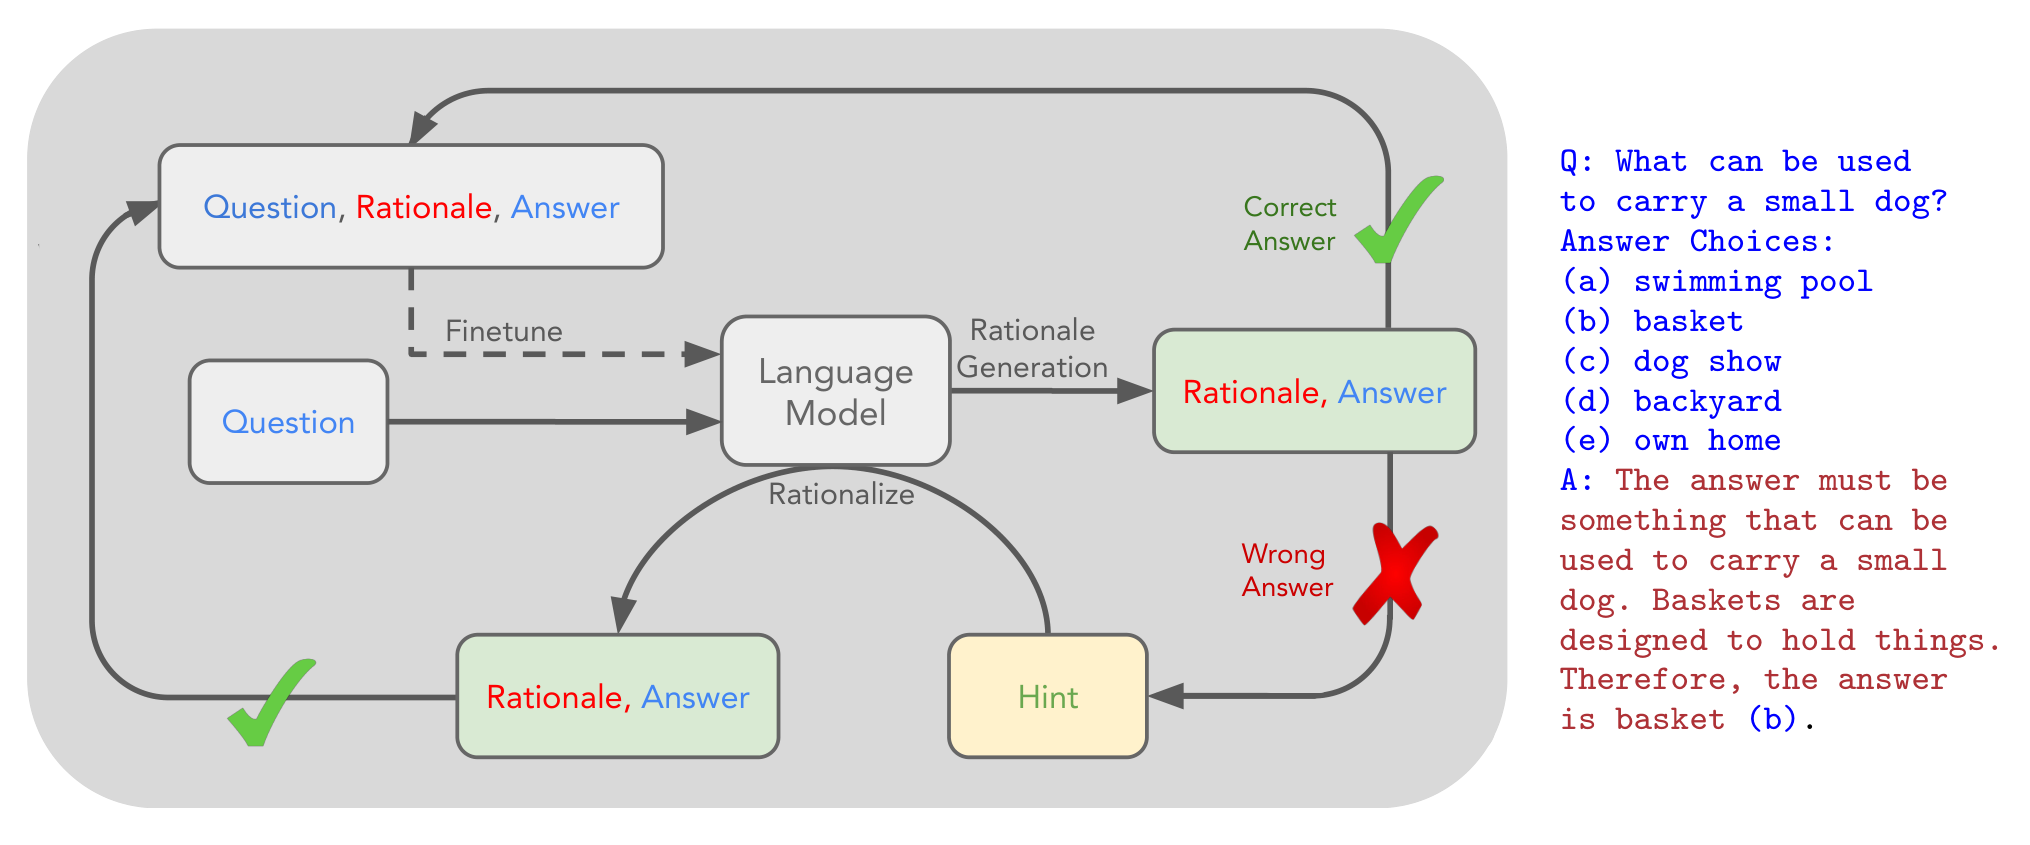 Question, Rationale, Answer
Correct
Answer
Finetune
Rationale
Generation
Language
Model
Question
Rationale, Answer
Rationalize
Wrong
Answer
Rationale, Answer
Hint
Q: What can be used
to carry a small dog?
Answer Choices:
(a) swimming pool
(b) basket
(c) dog show
(d) backyard
(e) own home
A: The answer must be
something that can be
used to carry a small
dog. Baskets are
designed to hold things.
Therefore, the answer
is basket (b).